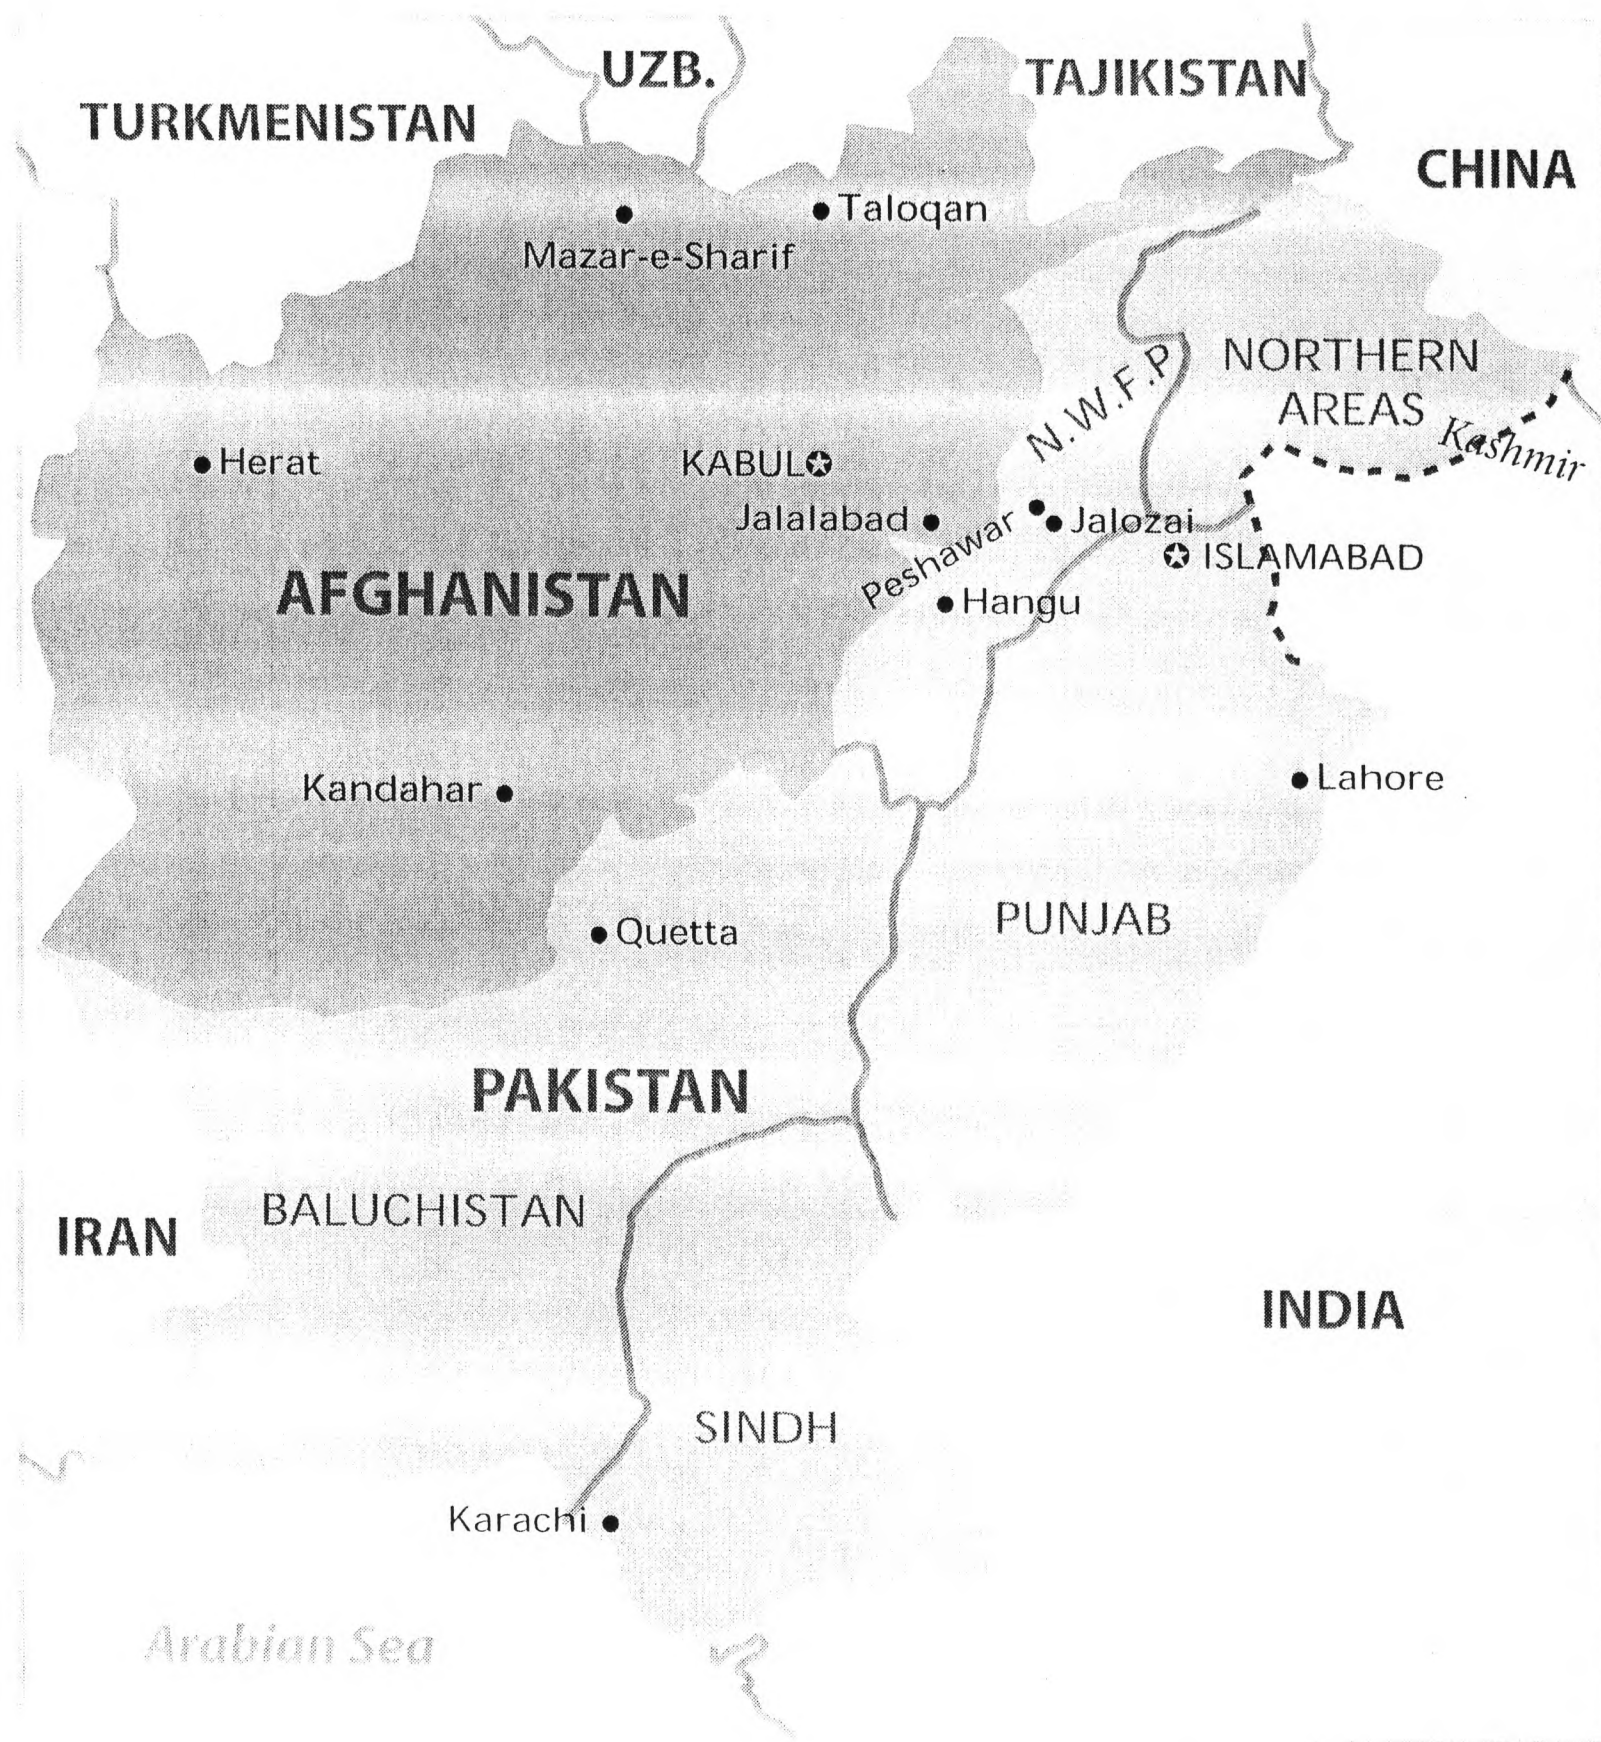 UZB.
TAJIKISTAN
TURKMENISTAN
CHINA
Taloqan
Mazar-e-Sharif
NORTHERN
AREAS
N.W.F.P
Kashmir
Herat
KABUL
Jalalabad
Peshawar
Jalozai
ISLAMABAD
AFGHANISTAN
Hangu
Kandahar
Lahore
Quetta
PUNJAB
PAKISTAN
BALUCHISTAN
IRAN
INDIA
SINDH
Karachi
Arabian Sea